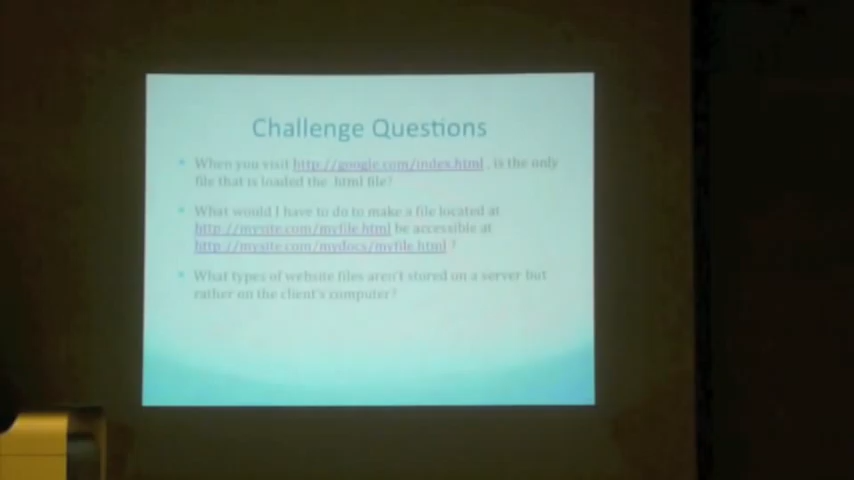 Challenge Questions
When you visit http://google.com/index.html , is the only
file that is loaded the .html file?
What would I have to do to make a file located at
http://mysite.com/myfile.html be accessible at
http://mysite.com/mydocs/myfile.html ?
What types of website files aren't stored on a server but
rather on the client's computer?